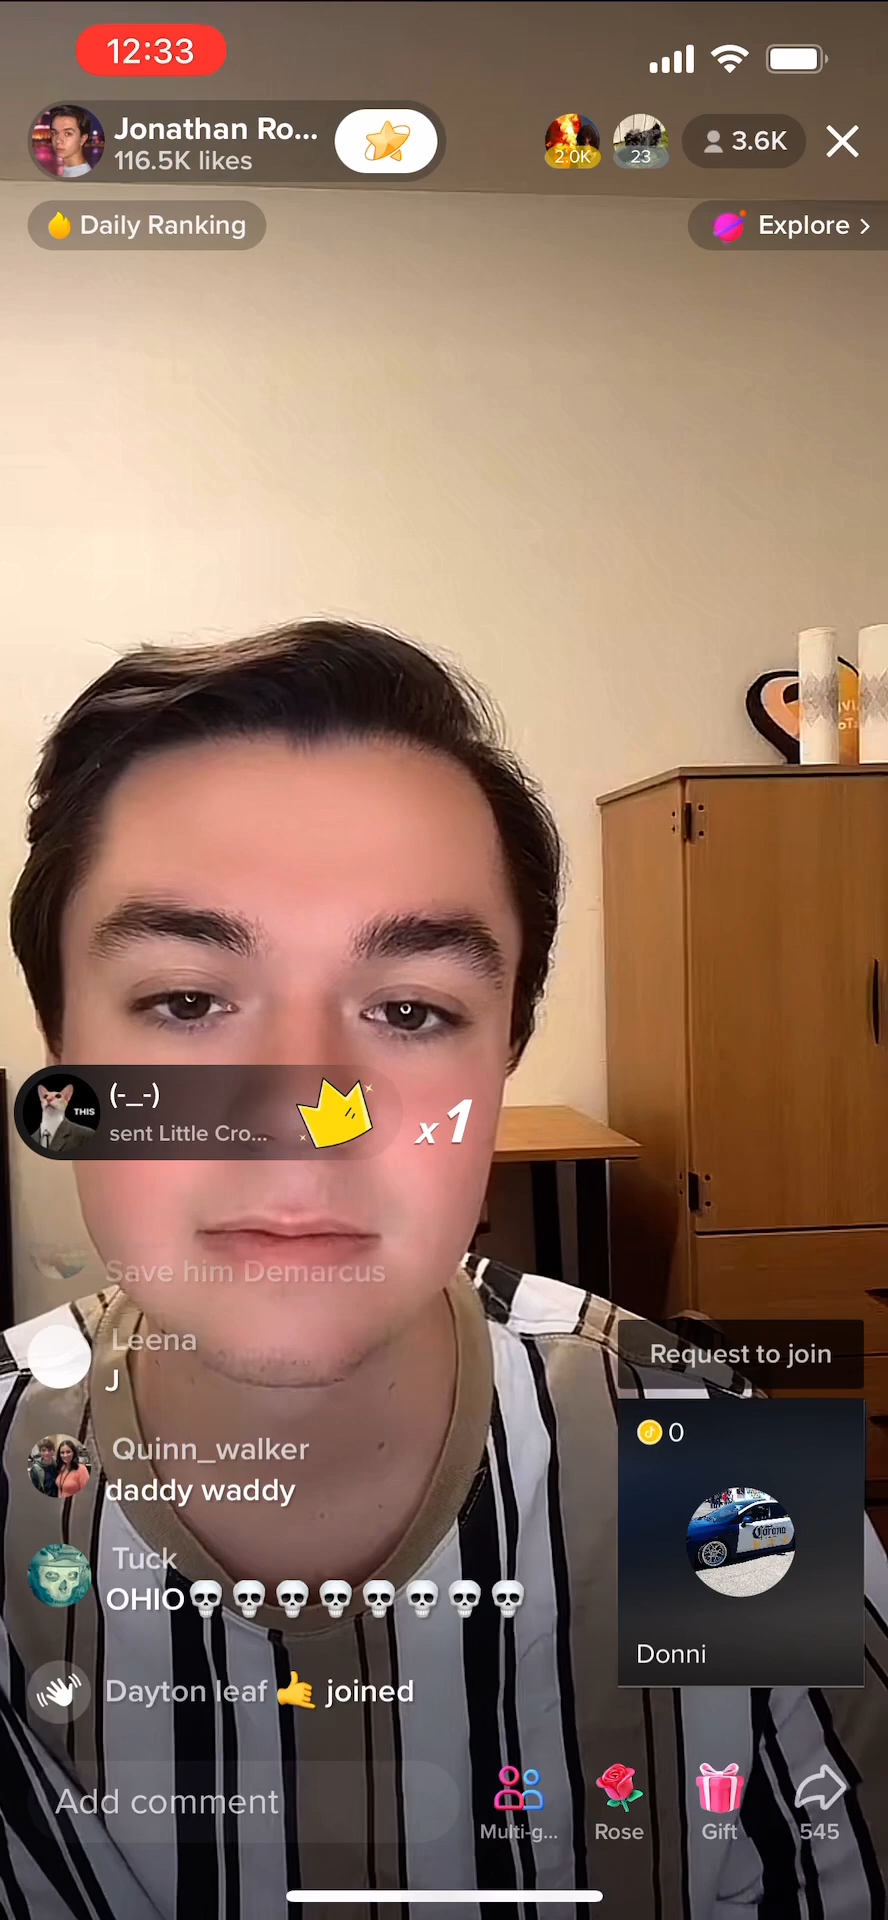 12:33
Jonathan Ro...
116.5K likes
2.0K
23
3.6K
Daily Ranking
Explore >
THIS
(-_-)
sent Little Cro...
x1
Save him Demarcus
Leena
J
Quinn_walker
daddy waddy
Tuck
OHIO💀💀💀💀💀💀💀💀
Dayton leaf 🤙 joined
Request to join
0
Corona
Donni
Add comment
Multi-g...
Rose
Gift
545